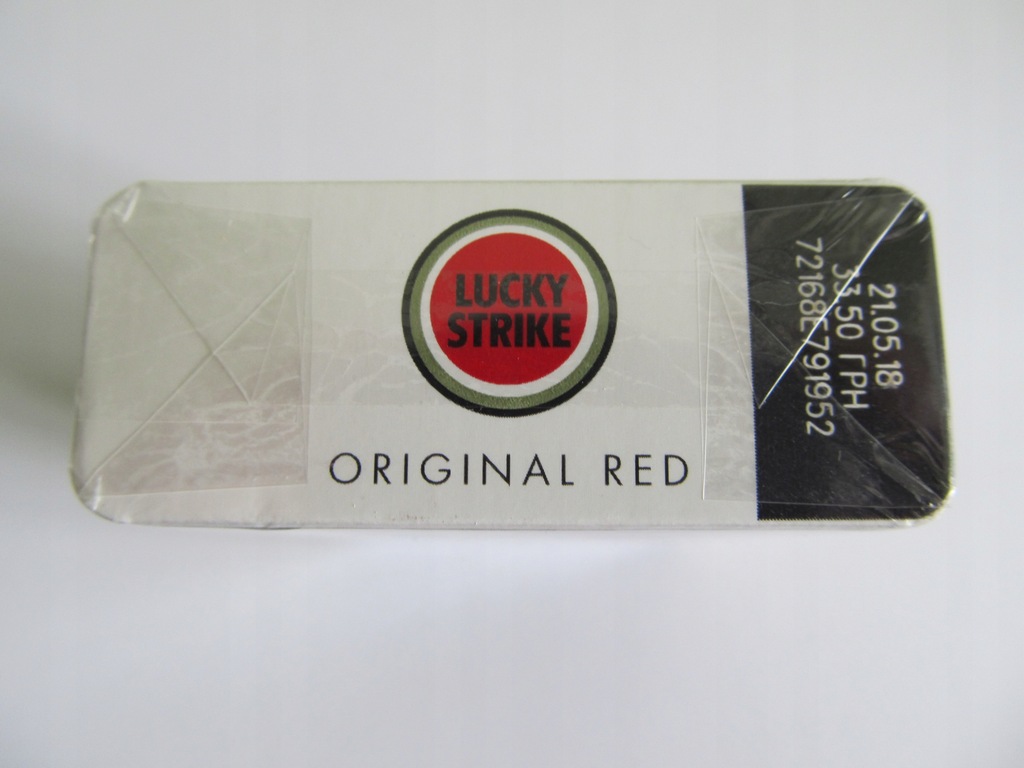 LUCKY
STRIKE
ORIGINAL RED
21.05.18
33.50 ГРН
72168E791952